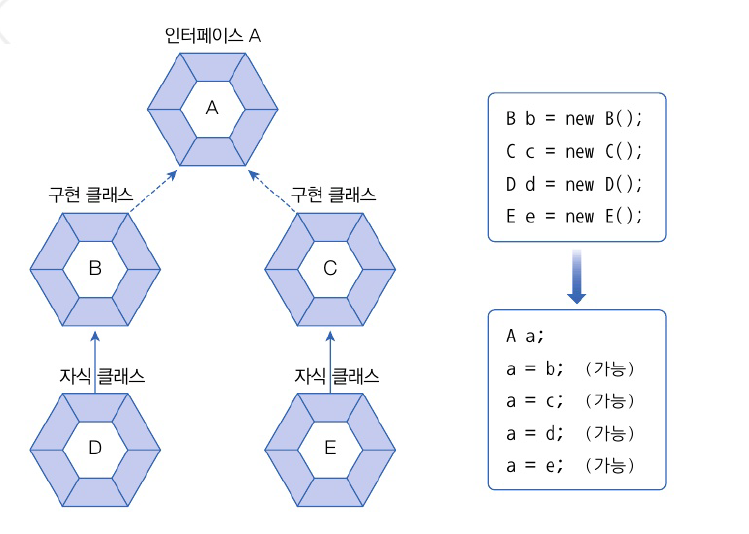 인터페이스 A
A
구현 클래스
구현 클래스
B
C
자식 클래스
자식 클래스
D
E
B b = new B();
C c = new C();
D d = new D();
E e = new E();
A a;
a = b; (가능)
a = c; (가능)
a = d; (가능)
a = e; (가능)